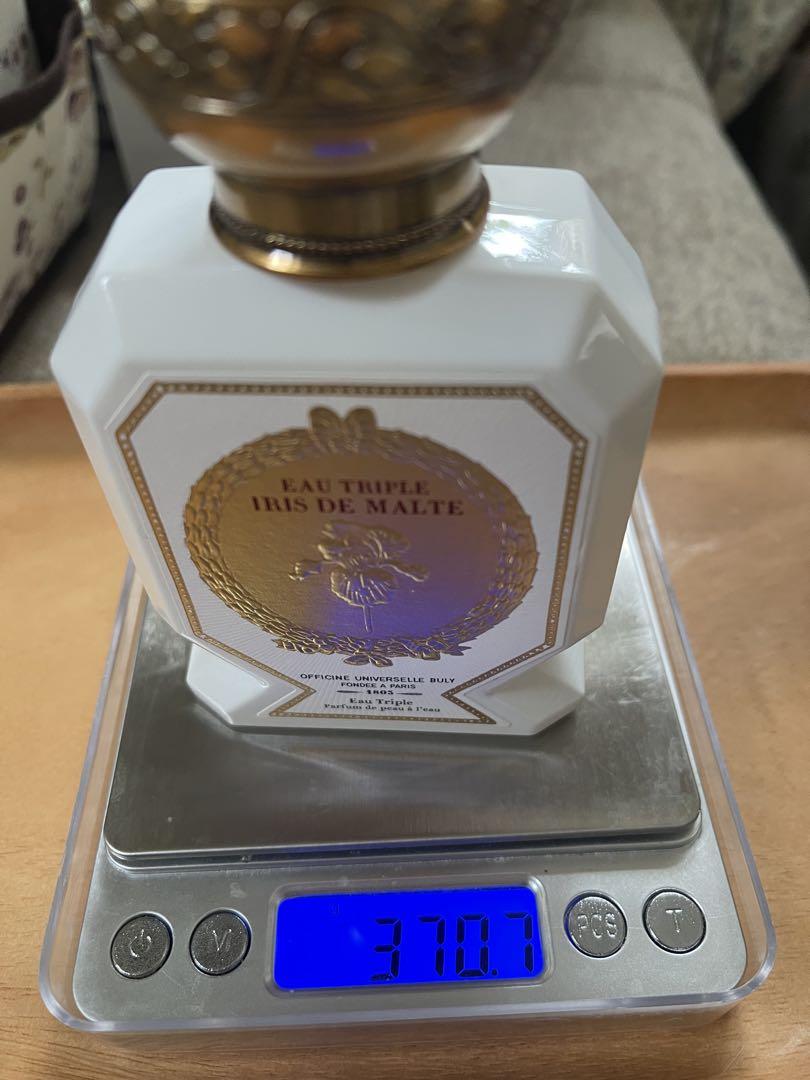 EAU TRIPLE
IRIS DE MALTE
OFFICINE UNIVERSELLE BULY
FONDEE A PARIS
1803
Eau Triple
Parfum de peau à l'eau
g
370.7
M
PCS
T